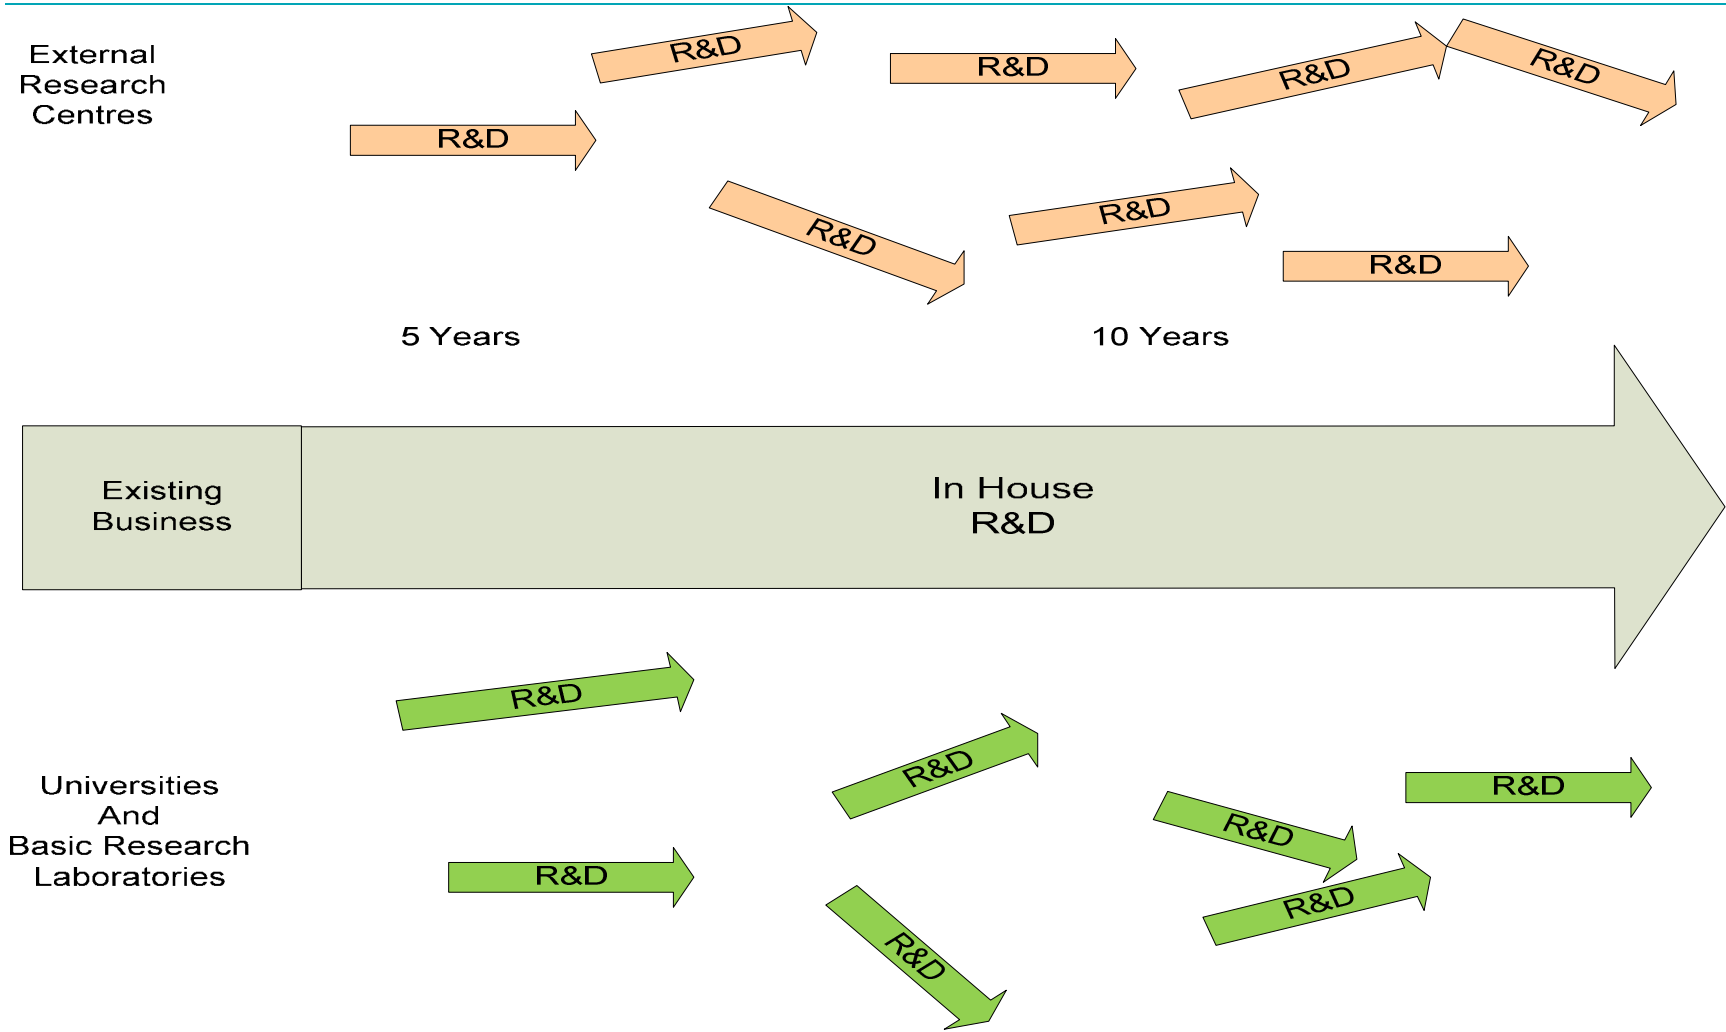 External
Research
Centres
R&D
R&D
R&D
R&D
R&D
R&D
R&D
R&D
5 Years
10 Years
Existing
Business
In House
R&D
Universities
And
Basic Research
Laboratories
R&D
R&D
R&D
R&D
R&D
R&D
R&D